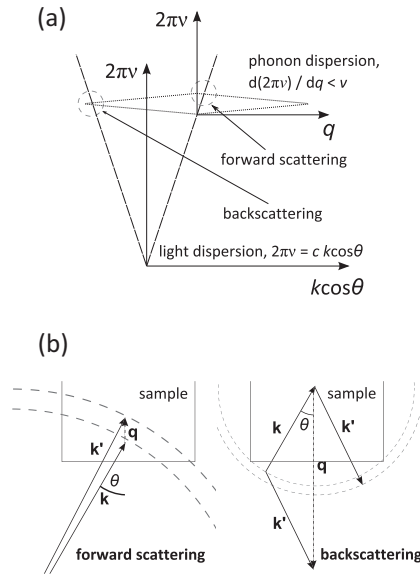 (a)
2πν
2πν
phonon dispersion,
d(2πν) / dq < v
q
forward scattering
backscattering
light dispersion, 2πν = c kcosθ
kcosθ
(b)
sample
q
k'
θ
k
forward scattering
sample
k
θ
k'
q
k'
backscattering